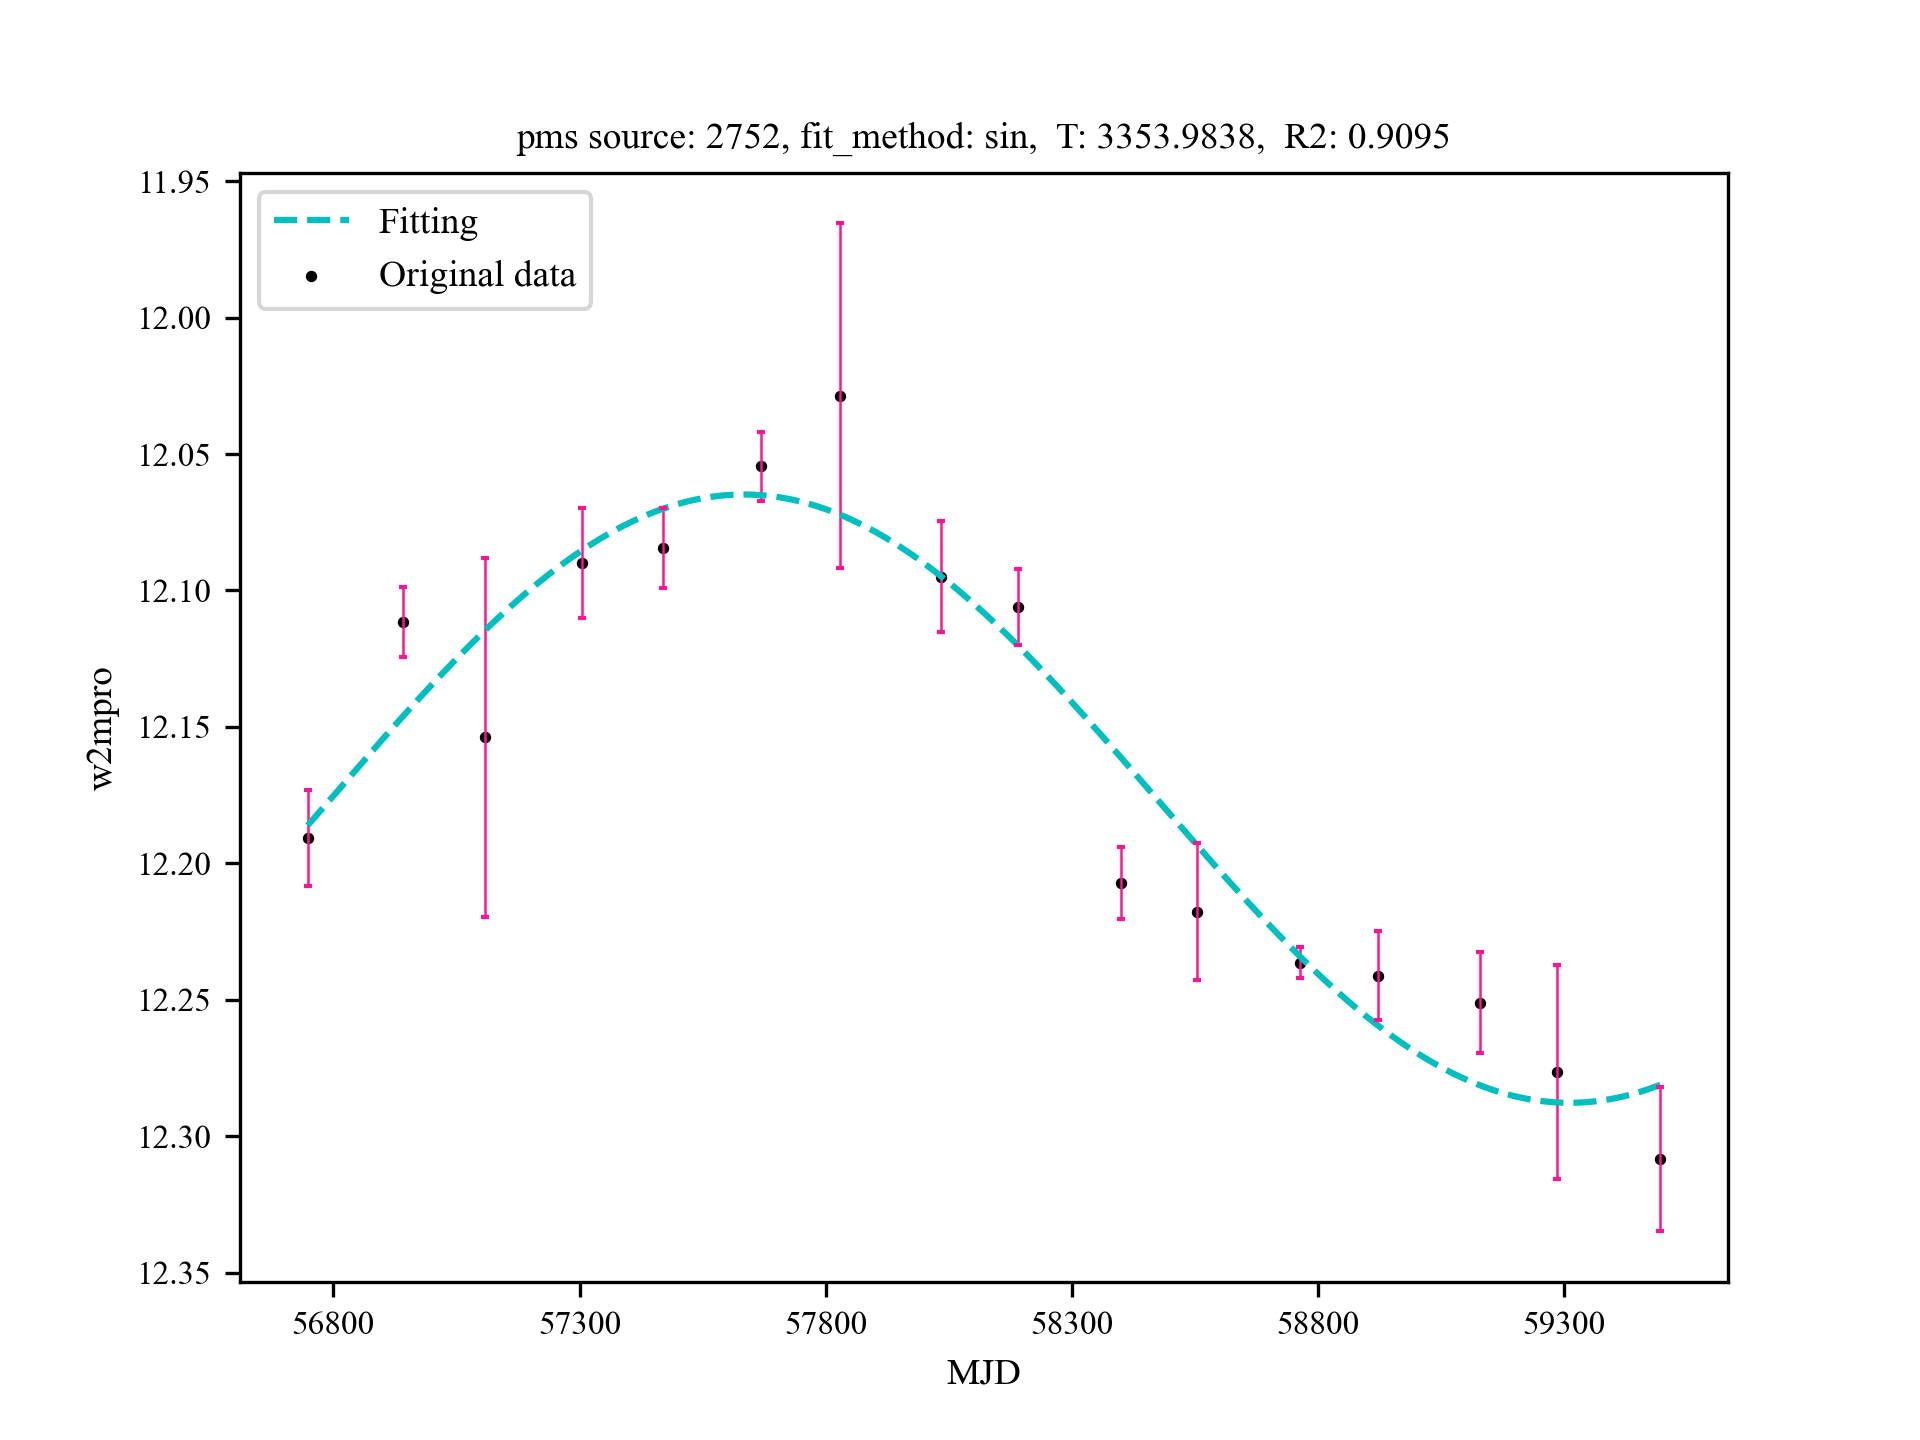 pms source: 2752, fit_method: sin,  T: 3353.9838,  R2: 0.9095
Fitting
Original data
11.95
12.00
12.05
12.10
12.15
12.20
12.25
12.30
12.35
w2mpro
56800 57300 57800 58300 58800 59300
MJD